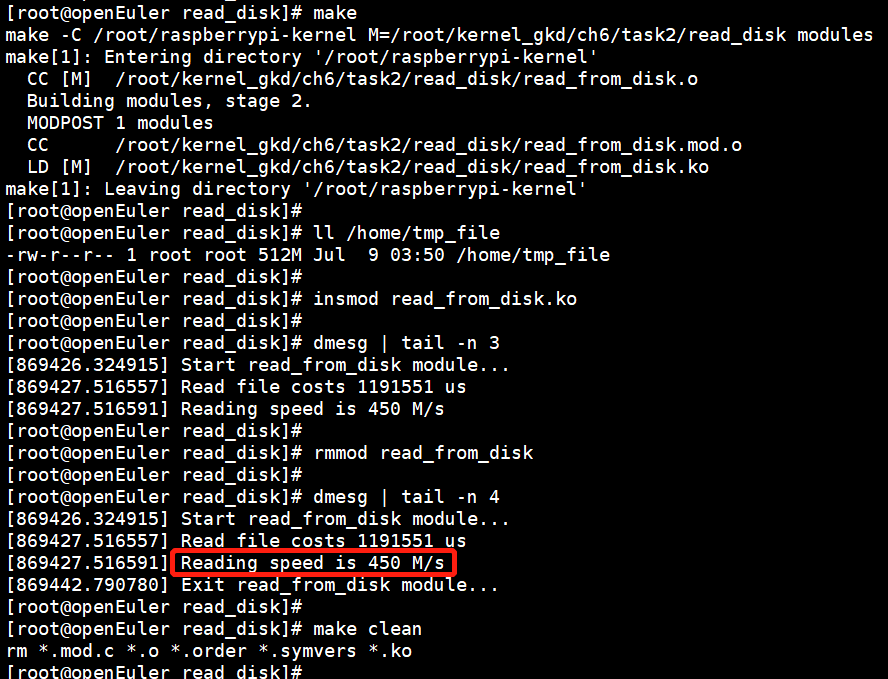 [root@openEuler read_disk]# make
make -C /root/raspberrypi-kernel M=/root/kernel_gkd/ch6/task2/read_disk modules
make[1]: Entering directory '/root/raspberrypi-kernel'
  CC [M]  /root/kernel_gkd/ch6/task2/read_disk/read_from_disk.o
  Building modules, stage 2.
  MODPOST 1 modules
  CC      /root/kernel_gkd/ch6/task2/read_disk/read_from_disk.mod.o
  LD [M]  /root/kernel_gkd/ch6/task2/read_disk/read_from_disk.ko
make[1]: Leaving directory '/root/raspberrypi-kernel'
[root@openEuler read_disk]#
[root@openEuler read_disk]# ll /home/tmp_file
-rw-r--r-- 1 root root 512M Jul  9 03:50 /home/tmp_file
[root@openEuler read_disk]#
[root@openEuler read_disk]# insmod read_from_disk.ko
[root@openEuler read_disk]#
[root@openEuler read_disk]# dmesg | tail -n 3
[869426.324915] Start read_from_disk module...
[869427.516557] Read file costs 1191551 us
[869427.516591] Reading speed is 450 M/s
[root@openEuler read_disk]#
[root@openEuler read_disk]# rmmod read_from_disk
[root@openEuler read_disk]#
[root@openEuler read_disk]# dmesg | tail -n 4
[869426.324915] Start read_from_disk module...
[869427.516557] Read file costs 1191551 us
[869427.516591] Reading speed is 450 M/s
[869442.790780] Exit read_from_disk module...
[root@openEuler read_disk]#
[root@openEuler read_disk]# make clean
rm *.mod.c *.o *.order *.symvers *.ko
[root@openEuler read_disk]#